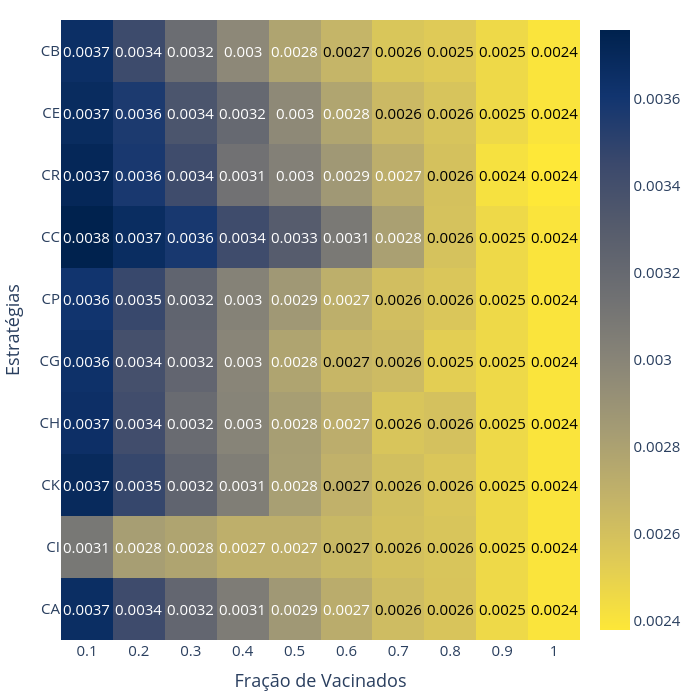 CB 0.0037 0.0034 0.0032 0.003 0.0028 0.0027 0.0026 0.0025 0.0025 0.0024
CE 0.0037 0.0036 0.0034 0.0032 0.003 0.0028 0.0026 0.0026 0.0025 0.0024
CR 0.0037 0.0036 0.0034 0.0031 0.003 0.0029 0.0027 0.0026 0.0024 0.0024
CC 0.0038 0.0037 0.0036 0.0034 0.0033 0.0031 0.0028 0.0026 0.0025 0.0024
CP 0.0036 0.0035 0.0032 0.003 0.0029 0.0027 0.0026 0.0026 0.0025 0.0024
CG 0.0036 0.0034 0.0032 0.003 0.0028 0.0027 0.0026 0.0025 0.0025 0.0024
CH 0.0037 0.0034 0.0032 0.003 0.0028 0.0027 0.0026 0.0026 0.0025 0.0024
CK 0.0037 0.0035 0.0032 0.0031 0.0028 0.0027 0.0026 0.0026 0.0025 0.0024
CI 0.0031 0.0028 0.0028 0.0027 0.0027 0.0027 0.0026 0.0026 0.0025 0.0024
CA 0.0037 0.0034 0.0032 0.0031 0.0029 0.0027 0.0026 0.0026 0.0025 0.0024
0.1 0.2 0.3 0.4 0.5 0.6 0.7 0.8 0.9 1
Fração de Vacinados
Estratégias
0.0036
0.0034
0.0032
0.003
0.0028
0.0026
0.0024